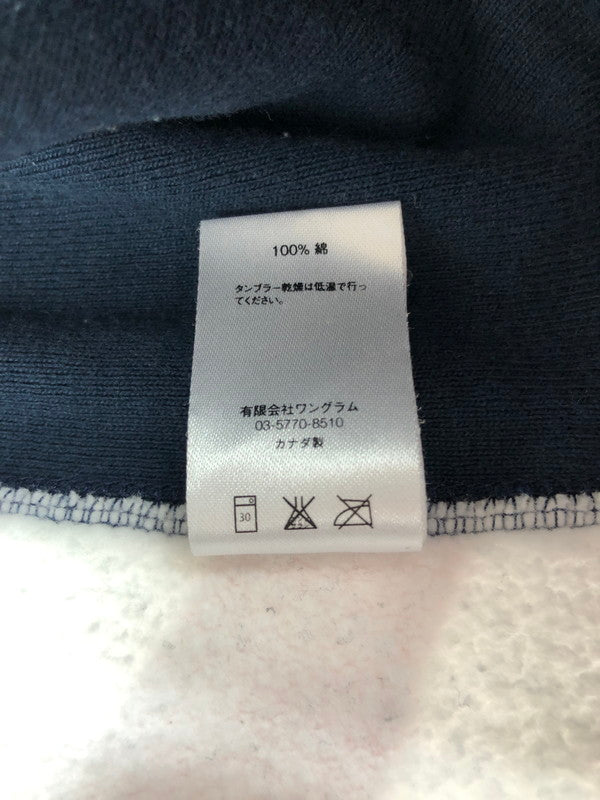 100% 綿
タンブラー乾燥は低温で行っ
てください。
有限会社ワングラム
03-5770-8510
カナダ製
30